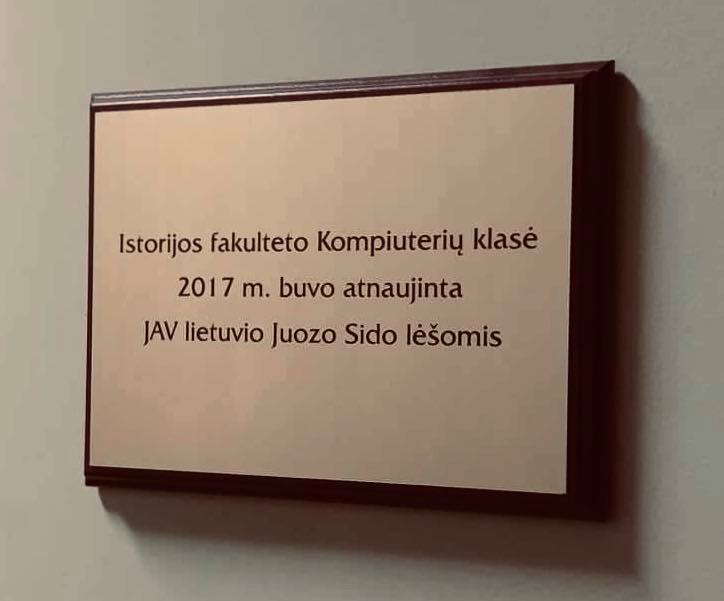 Istorijos fakulteto Kompiuterių klasė
2017 m. buvo atnaujinta
JAV lietuvio Juozo Sido lėšomis